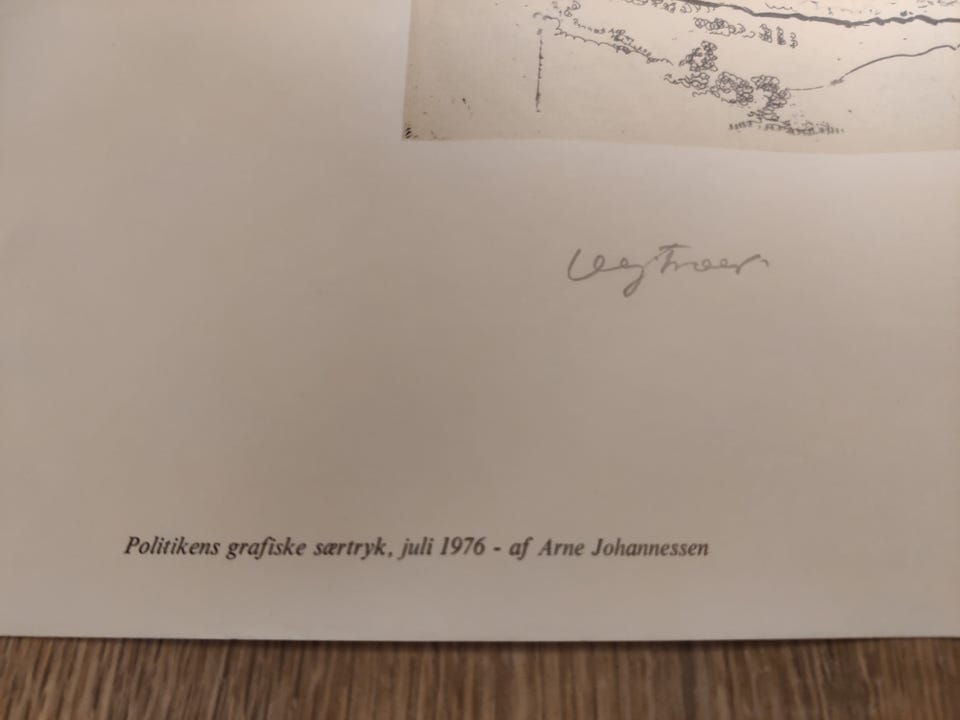 Politikens grafiske særtryk, juli 1976 - af Arne Johannessen